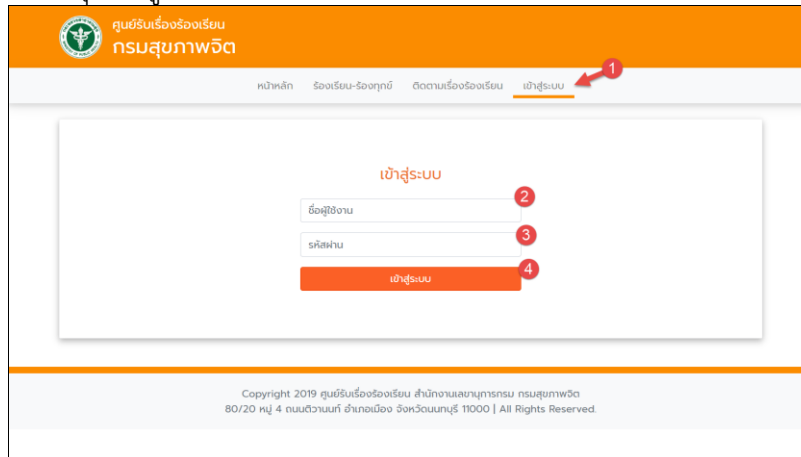 ศูนย์รับเรื่องร้องเรียน
กรมสุขภาพจิต
หน้าหลัก ร้องเรียน-ร้องทุกข์ ติดตามเรื่องร้องเรียน เข้าสู่ระบบ 1
เข้าสู่ระบบ
2
ชื่อผู้ใช้งาน
รหัสผ่าน 3
เข้าสู่ระบบ 4
Copyright 2019 ศูนย์รับเรื่องร้องเรียน สำนักงานเลขานุการกรม กรมสุขภาพจิต
80/20 หมู่ 4 ถนนติวานนท์ อำเภอเมือง จังหวัดนนทบุรี 11000 | All Rights Reserved.